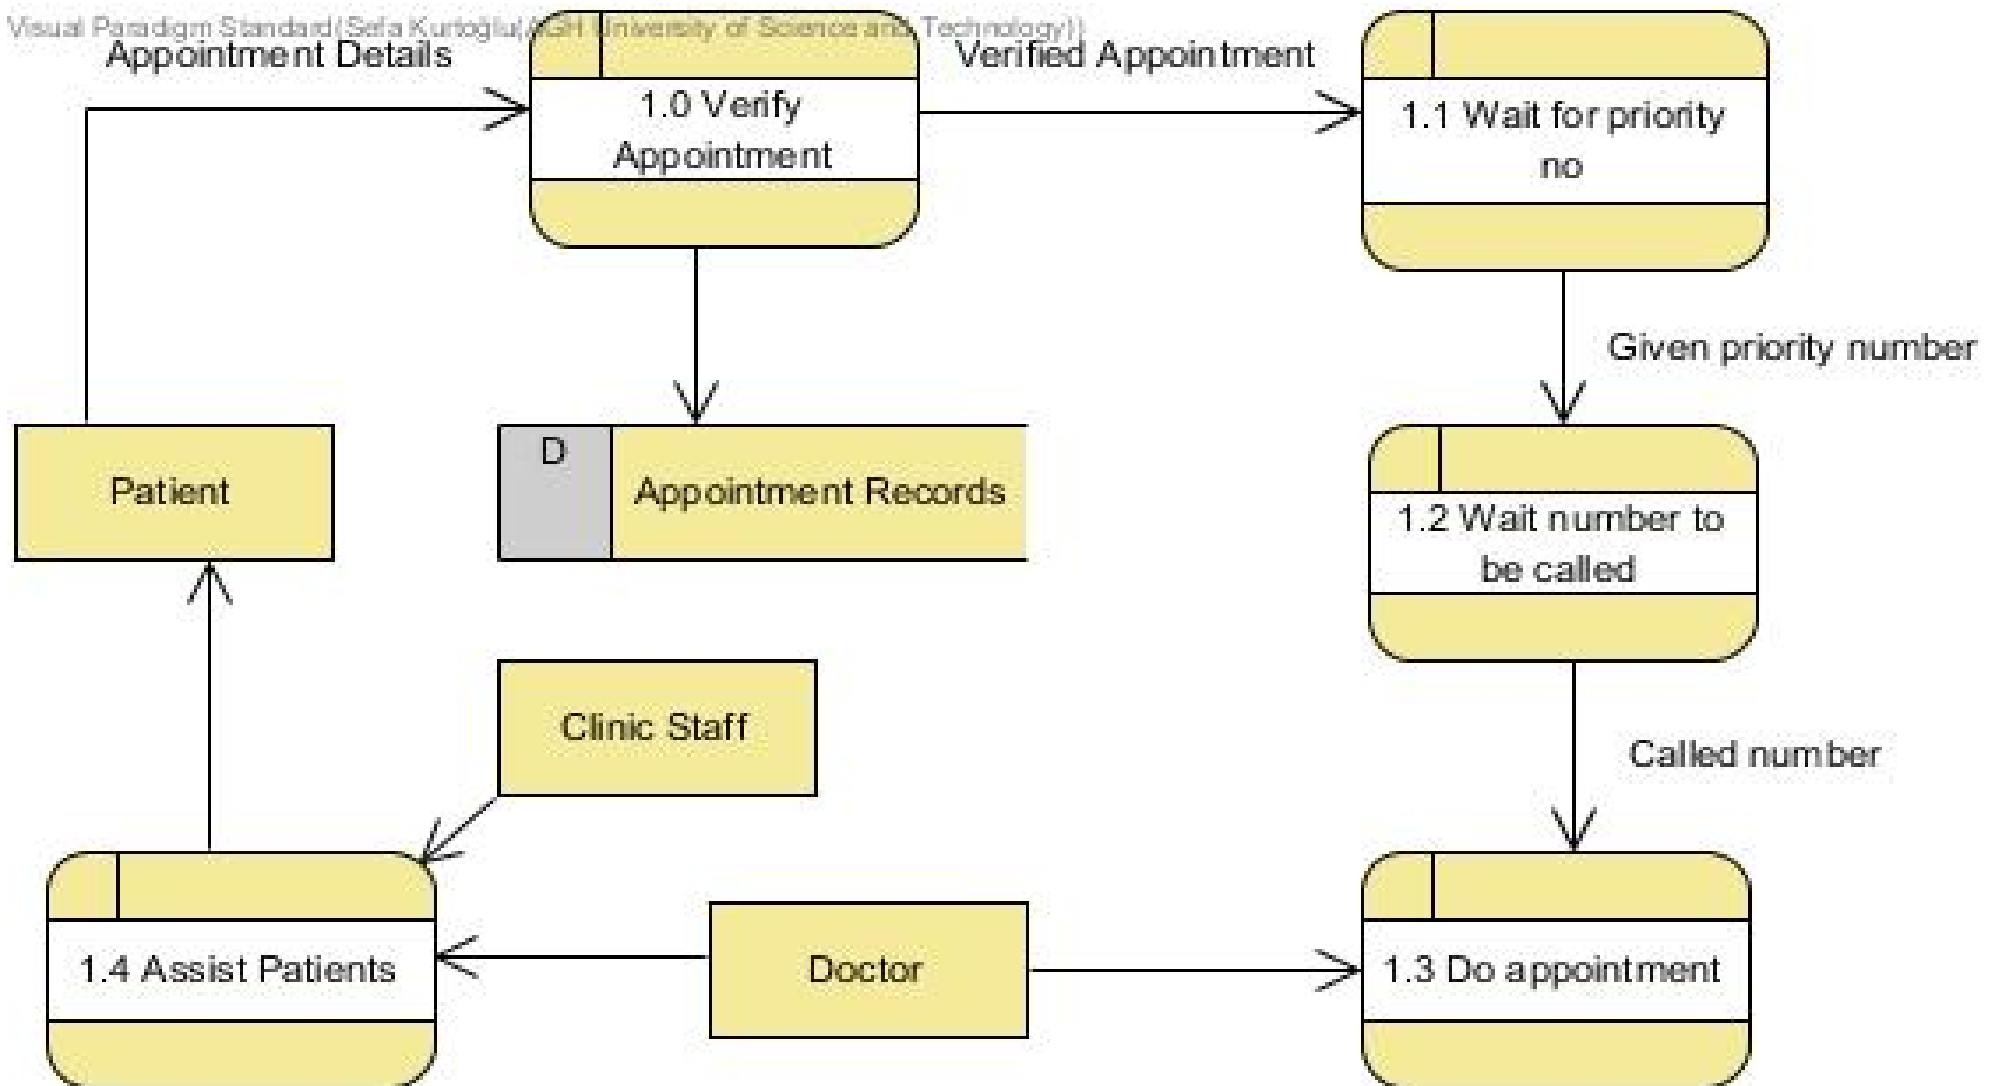 Visual Paradigm Standard(Sefa Kurtoğlu(AGH University of Science and Technology))
Appointment Details
Verified Appointment
1.0 Verify
Appointment
1.1 Wait for priority
no
Given priority number
Patient
D
Appointment Records
1.2 Wait number to
be called
Clinic Staff
Called number
1.4 Assist Patients
Doctor
1.3 Do appointment